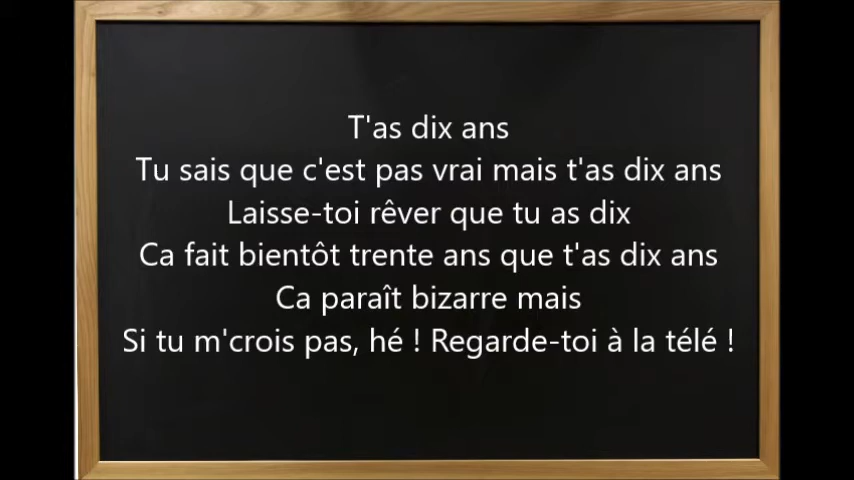 T'as dix ans
Tu sais que c'est pas vrai mais t'as dix ans
Laisse-toi rêver que tu as dix
Ca fait bientôt trente ans que t'as dix ans
Ca paraît bizarre mais
Si tu m'crois pas, hé ! Regarde-toi à la télé !